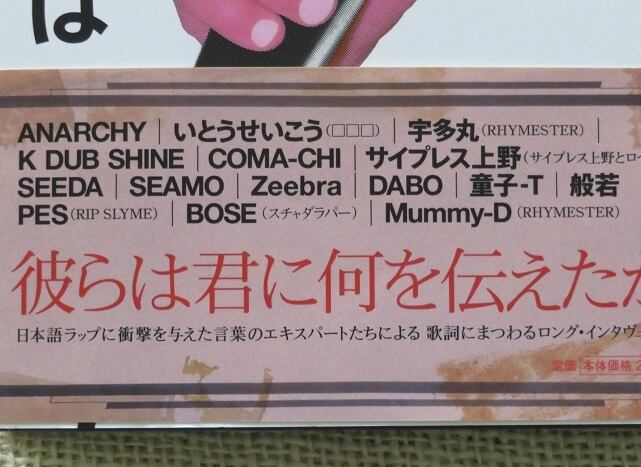 は
ANARCHY | いとうせいこう (□□□) | 宇多丸 (RHYMESTER) |
K DUB SHINE | COMA-CHI | サイプレス上野 (サイプレス上野とロ
SEEDA | SEAMO | Zeebra | DABO | 童子-T | 般若
PES (RIP SLYME) | BOSE (スチャダラパー) | Mummy-D (RHYMESTER)
彼らは君に何を伝えたか
日本語ラップに衝撃を与えた言葉のエキスパートたちによる 歌詞にまつわるロング・インタヴュ
定価 本体価格2